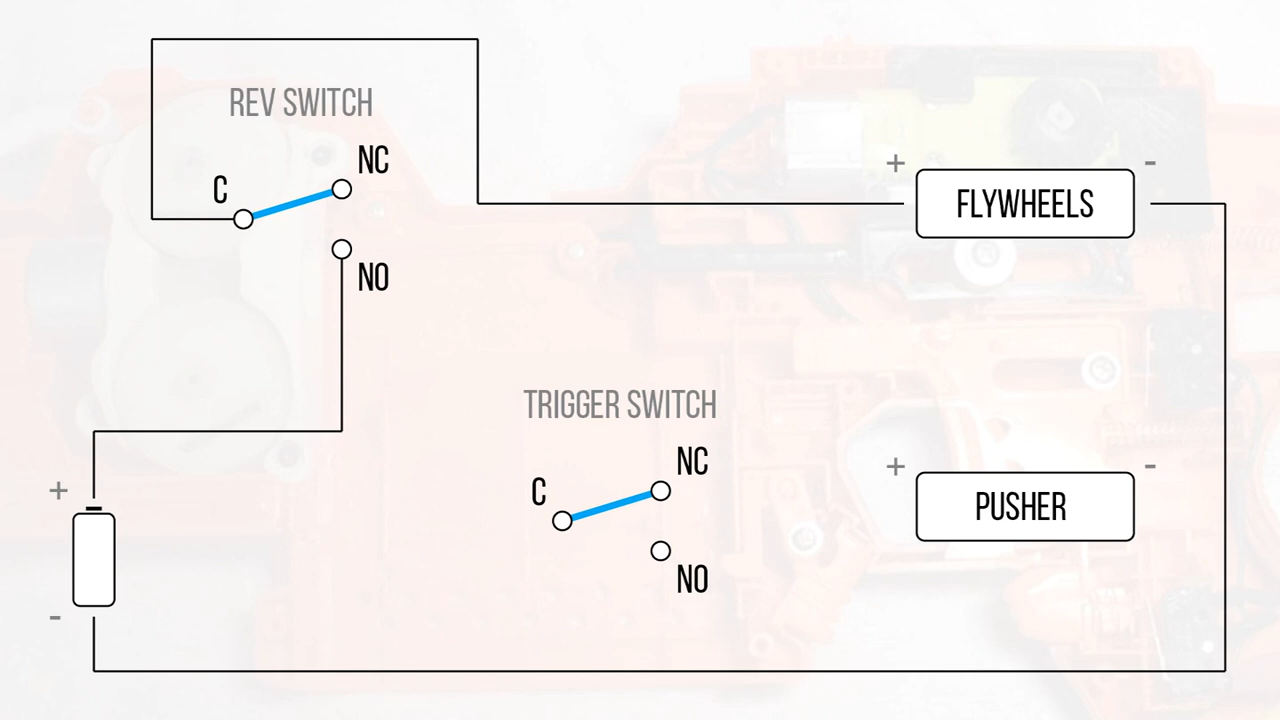 REV SWITCH
NC
C
NO
+
-
FLYWHEELS
TRIGGER SWITCH
NC
C
NO
+
-
PUSHER
+
-